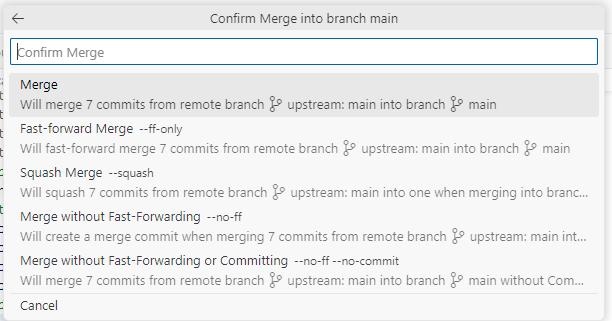 Confirm Merge into branch main
Confirm Merge
Merge
Will merge 7 commits from remote branch upstream: main into branch main
Fast-forward Merge --ff-only
Will fast-forward merge 7 commits from remote branch upstream: main into branch main
Squash Merge --squash
Will squash 7 commits from remote branch upstream: main into one when merging into branc...
Merge without Fast-Forwarding --no-ff
Will create a merge commit when merging 7 commits from remote branch upstream: main int...
Merge without Fast-Forwarding or Committing --no-ff --no-commit
Will merge 7 commits from remote branch upstream: main into branch main without Com...
Cancel